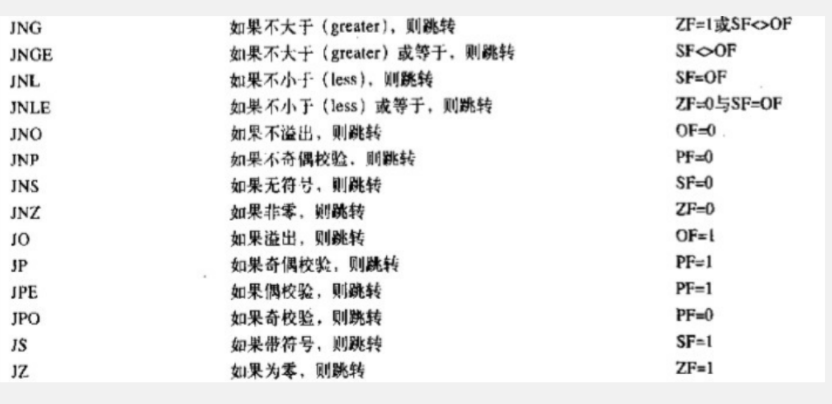 JNG 如果不大于（greater），则跳转 ZF=1或SF<>OF
JNGE 如果不大于（greater）或等于，则跳转 SF<>OF
JNL 如果不小于（less），则跳转 SF=OF
JNLE 如果不小于（less）或等于，则跳转 ZF=0与SF=OF
JNO 如果不溢出，则跳转 OF=0
JNP 如果不奇偶校验，则跳转 PF=0
JNS 如果无符号，则跳转 SF=0
JNZ 如果非零，则跳转 ZF=0
JO 如果溢出，则跳转 OF=1
JP 如果奇偶校验，则跳转 PF=1
JPE 如果偶校验，则跳转 PF=1
JPO 如果奇校验，则跳转 PF=0
JS 如果带符号，则跳转 SF=1
JZ 如果为零，则跳转 ZF=1